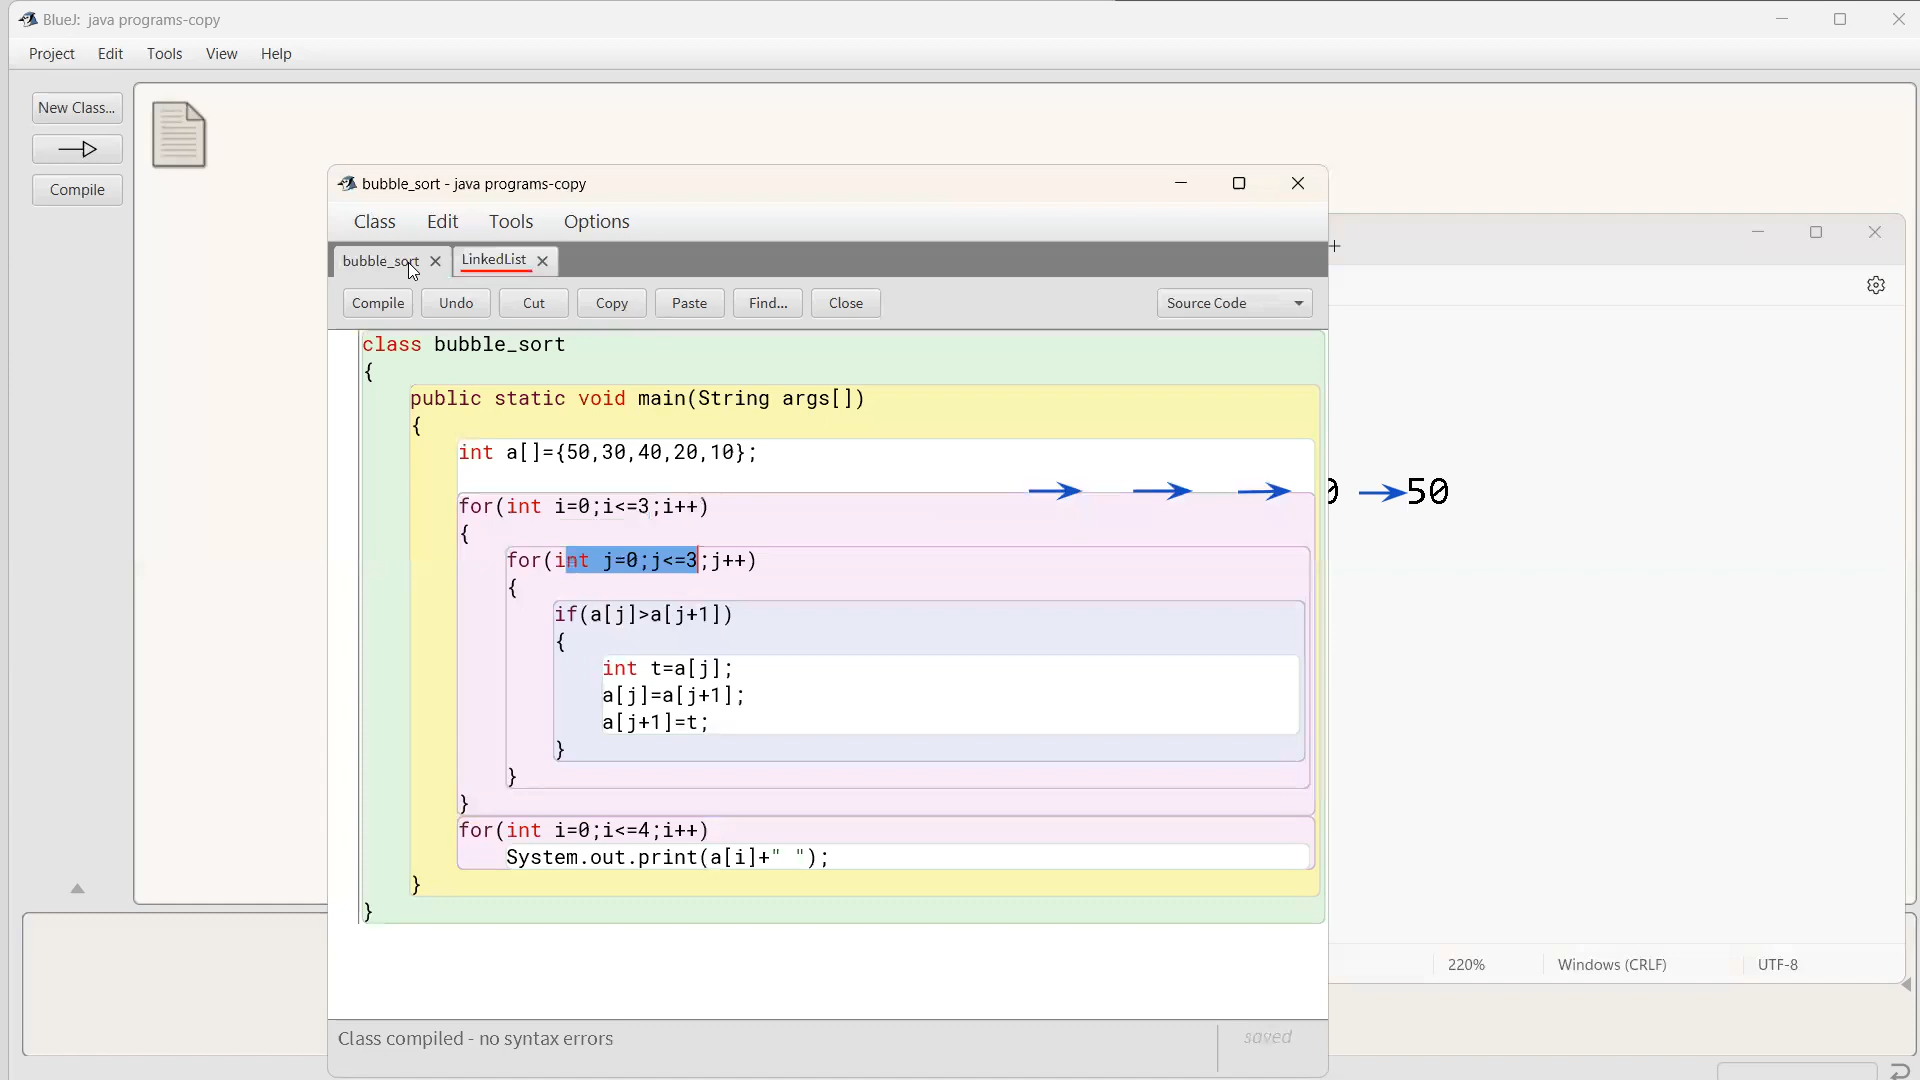 BlueJ: java programs-copy
Project Edit Tools View Help
New Class...
Compile
bubble_sort - java programs-copy
Class Edit Tools Options
bubble_sort LinkedList
Compile Undo Cut Copy Paste Find... Close Source Code
class bubble_sort
{
public static void main(String args[])
{
int a[]={50,30,40,20,10};
for(int i=0;i<=3;i++)
{
for(int j=0;j<=3;j++)
{
if(a[j]>a[j+1])
{
int t=a[j];
a[j]=a[j+1];
a[j+1]=t;
}
}
}
for(int i=0;i<=4;i++)
System.out.print(a[i]+" ");
}
}
Class compiled - no syntax errors
saved
0 50
220% Windows (CRLF) UTF-8